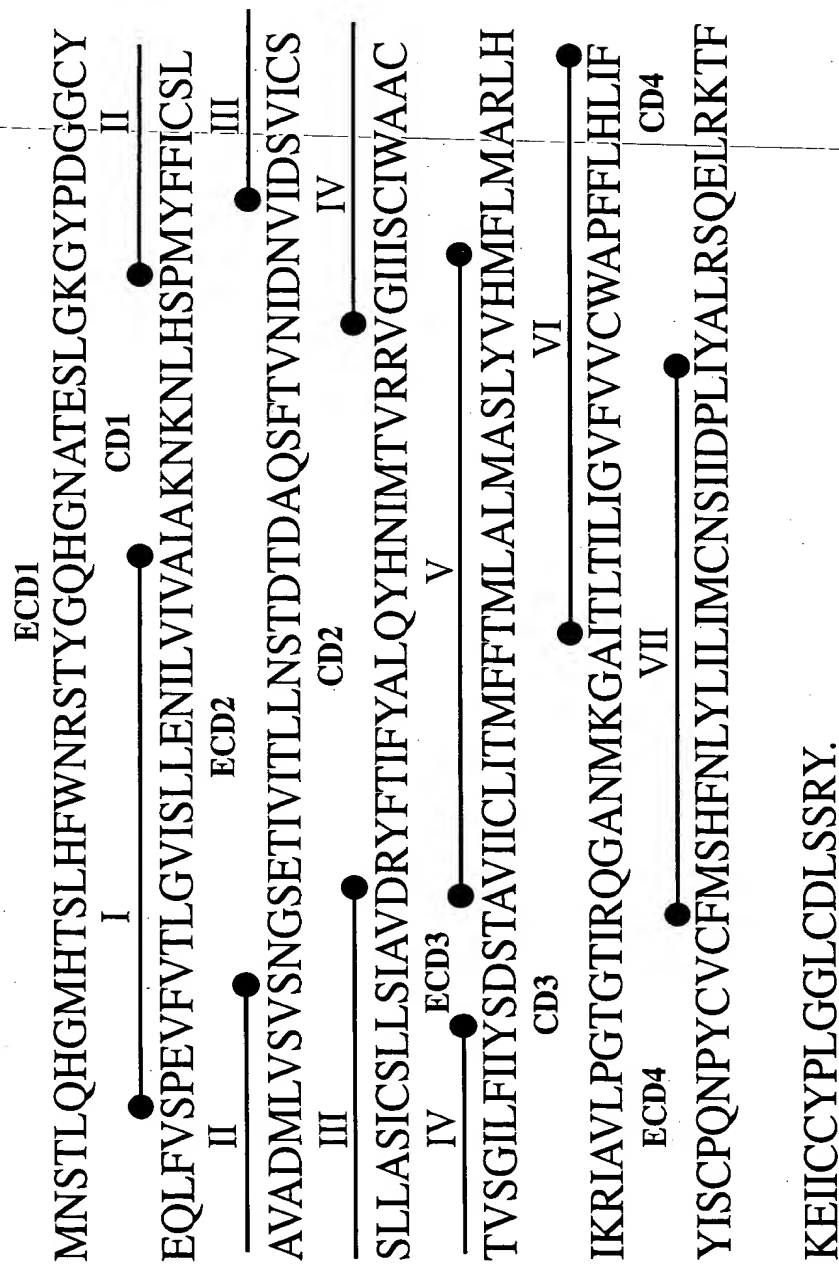 ECD1
MNSTLQHGMHTSLHFWNRSTYGQHGNATESLGKGYPDGGCY
I CD1 II
EQLFVSPEVFVTLGVISLLENILVIVAIAKNKNLHSPMYFFICSL
II ECD2 III
AVADMLVSVSNGSETIVITLLNSTDTDAQSFTVNIDNVIDSVICS
III CD2 IV
SLLASICSLLSIAVDRYFTIFYALQYHNIMTVRRVGIIISCIWAAC
IV ECD3 V
TVSGILFIIYSDSTAVIICLITMFFTMLALMASLYVHMFLMARLH
CD3 VI
IKRIAVLPGTGTIRQGANMKGAITLTILIGVFVVCWAPFFLHLIF
ECD4 VII CD4
YISCPQNPYCVCFMSHFNLYLILIMCNSIIDPLIYALRSQELRKTF
KEIICCYPLGGLCDLSSRY.